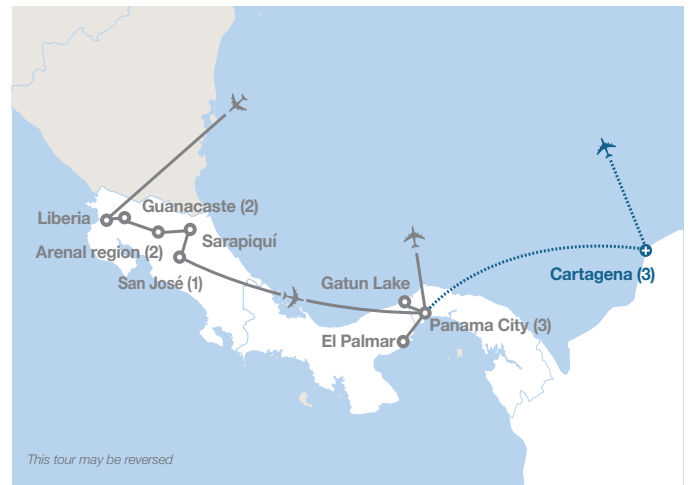 Guanacaste (2)
Liberia
Sarapiquí
Arenal region (2)
San José (1)
Gatun Lake
Cartagena (3)
Panama City (3)
El Palmar
This tour may be reversed